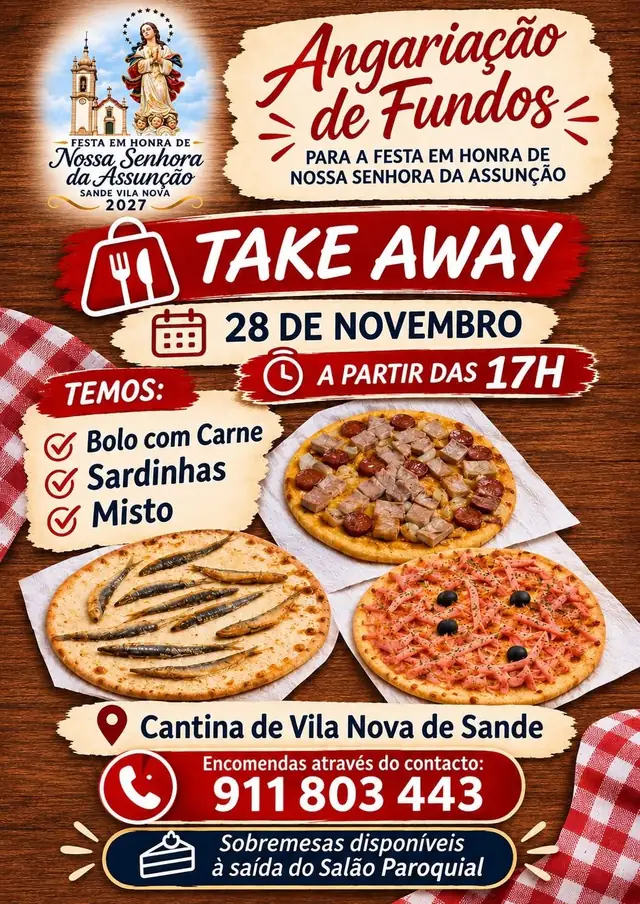 FESTA EM HONRA DE
Nossa Senhora
da Assunção
SANDE VILA NOVA
2027
Angariação
de Fundos
PARA A FESTA EM HONRA DE
NOSSA SENHORA DA ASSUNÇÃO
TAKE AWAY
28 DE NOVEMBRO
A PARTIR DAS 17H
TEMOS:
Bolo com Carne
Sardinhas
Misto
Cantina de Vila Nova de Sande
Encomendas através do contacto:
911 803 443
Sobremesas disponíveis
à saída do Salão Paroquial